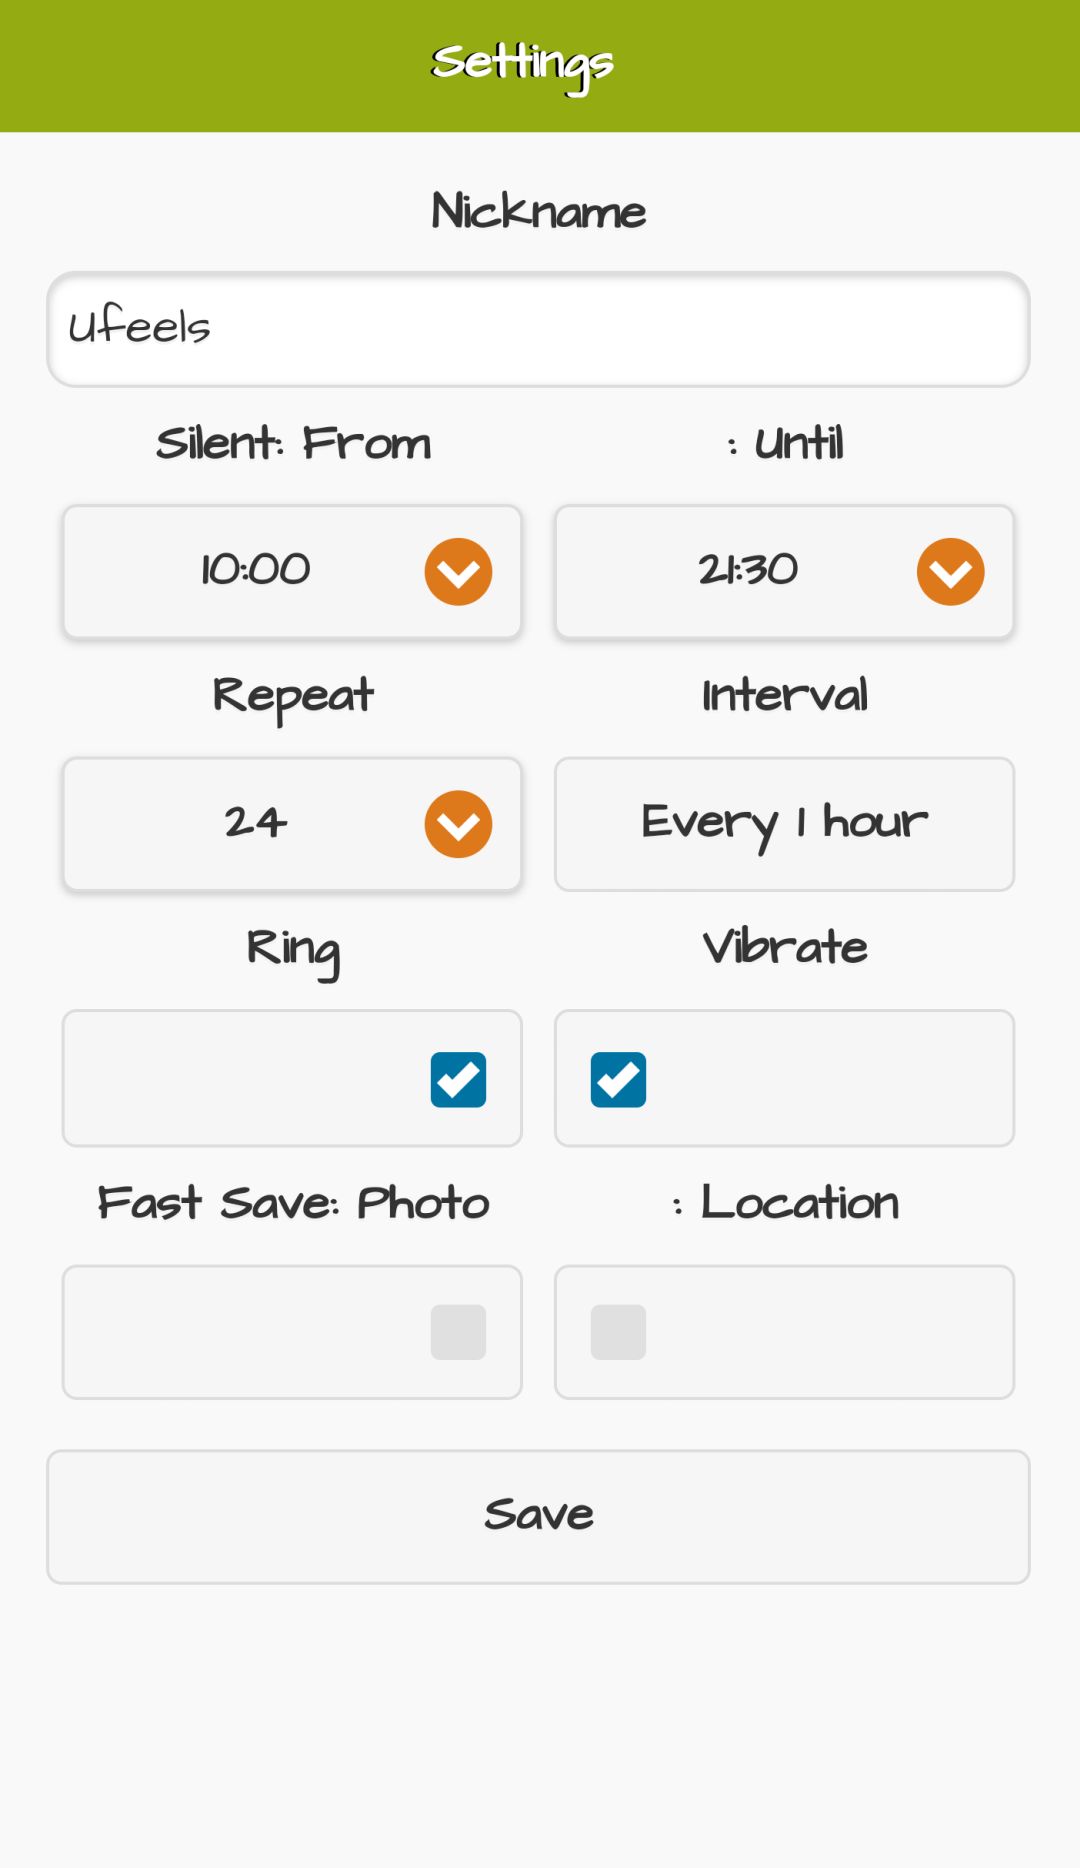 Settings
Nickname
Ufeels
Silent: From : Until
10:00 21:30
Repeat Interval
24 Every 1 hour
Ring Vibrate
Fast Save: Photo : Location
Save